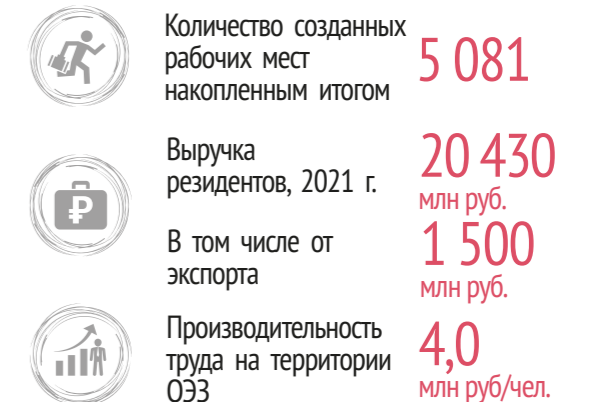 Количество созданных
рабочих мест
накопленным итогом
5 081
Выручка
резидентов, 2021 г.
20 430
млн руб.
В том числе от
экспорта
1 500
млн руб.
Производительность
труда на территории
ОЭЗ
4,0
млн руб/чел.